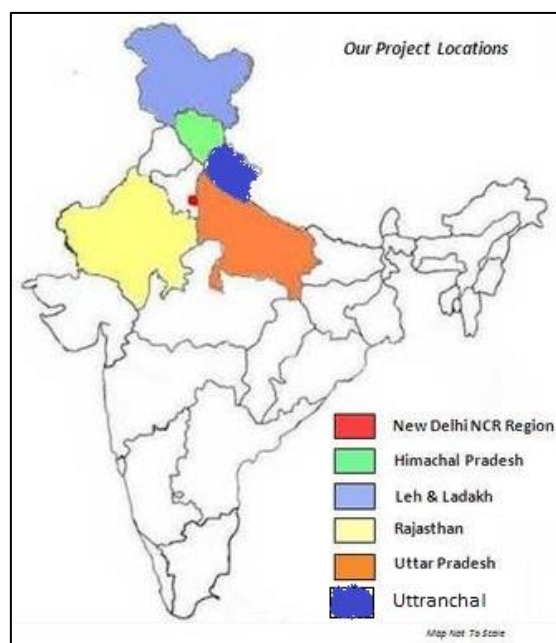 Our Project Locations
New Delhi NCR Region
Himachal Pradesh
Leh & Ladakh
Rajasthan
Uttar Pradesh
Uttranchal
Map Not To Scale